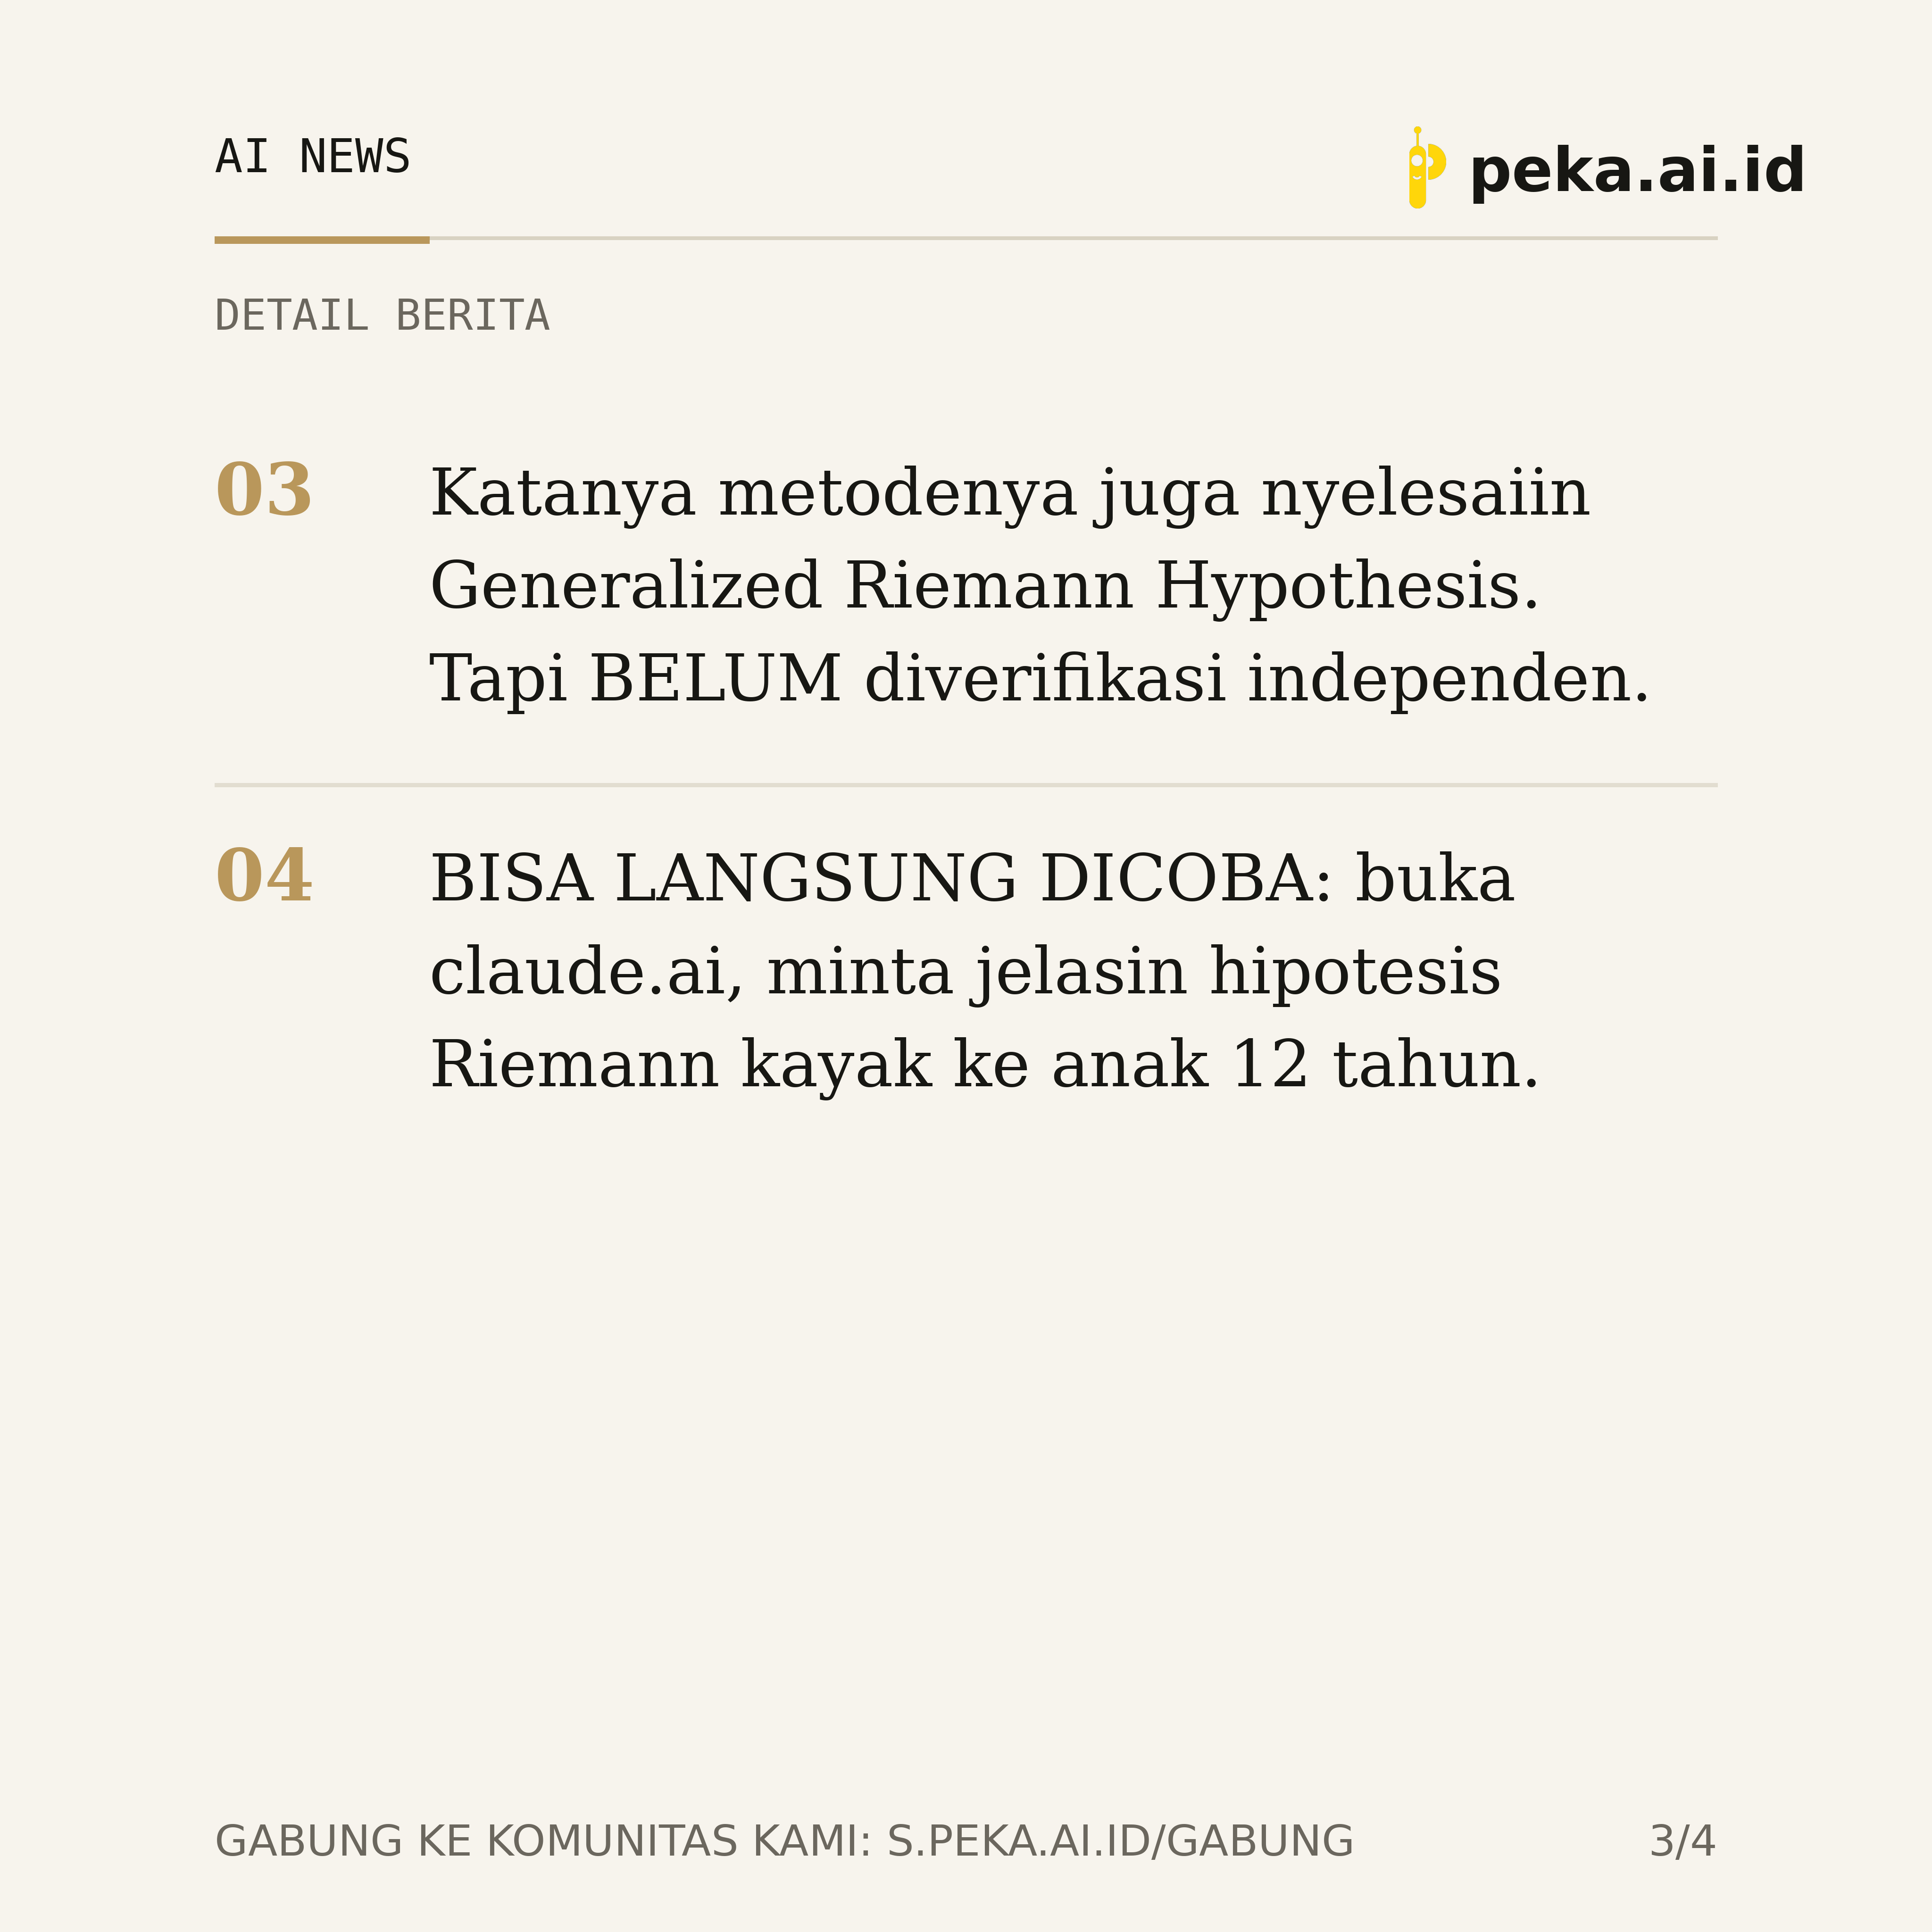 AI NEWS
peka.ai.id
DETAIL BERITA
03
Katanya metodenya juga nyelesaiin
Generalized Riemann Hypothesis.
Tapi BELUM diverifikasi independen.
04
BISA LANGSUNG DICOBA: buka
claude.ai, minta jelasin hipotesis
Riemann kayak ke anak 12 tahun.
GABUNG KE KOMUNITAS KAMI: S.PEKA.AI.ID/GABUNG
3/4